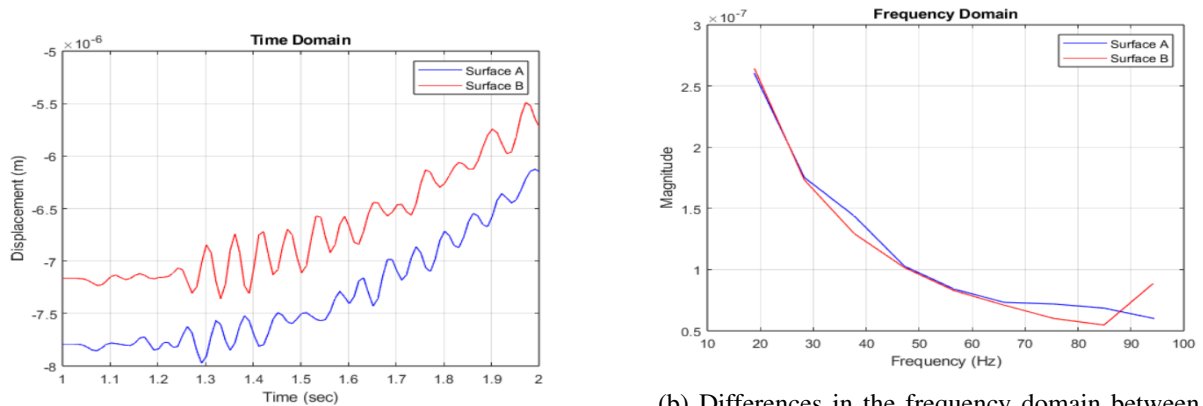 ×10⁻⁶
Time Domain
Surface A
Surface B
-5
-5.5
-6
-6.5
-7
-7.5
-8
Displacement (m)
1 1.1 1.2 1.3 1.4 1.5 1.6 1.7 1.8 1.9 2
Time (sec)
×10⁻⁷
Frequency Domain
Surface A
Surface B
3
2.5
2
1.5
1
0.5
Magnitude
10 20 30 40 50 60 70 80 90 100
Frequency (Hz)
(b) Differences in the frequency domain between